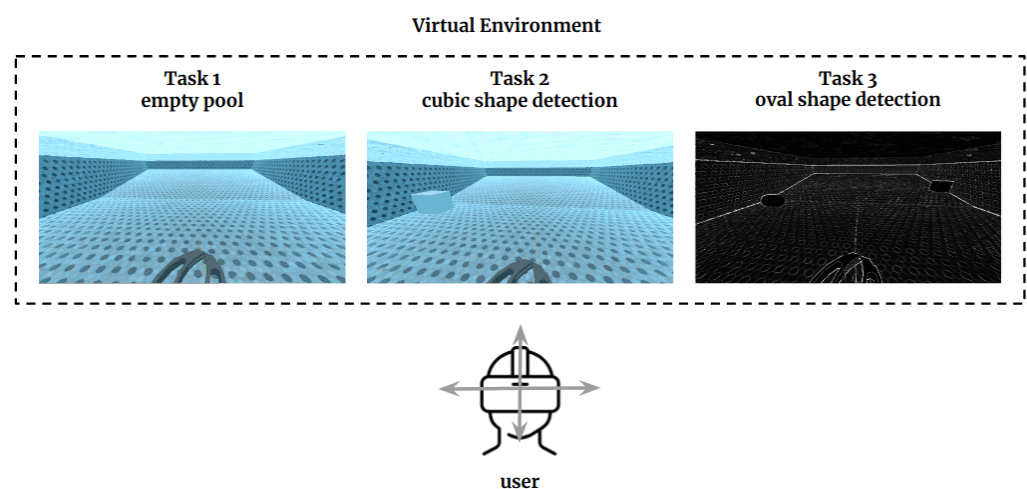 Virtual Environment
Task 1
empty pool
Task 2
cubic shape detection
Task 3
oval shape detection
user